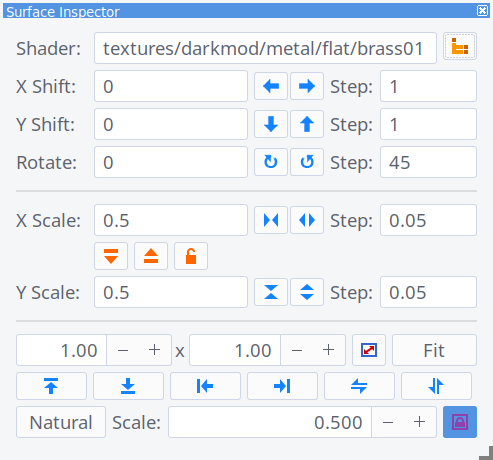 Surface Inspector
Shader: textures/darkmod/metal/flat/brass01
X Shift: 0 Step: 1
Y Shift: 0 Step: 1
Rotate: 0 Step: 45
X Scale: 0.5 Step: 0.05
Y Scale: 0.5 Step: 0.05
1.00 − + x 1.00 − + Fit
Natural Scale: 0.500 − +